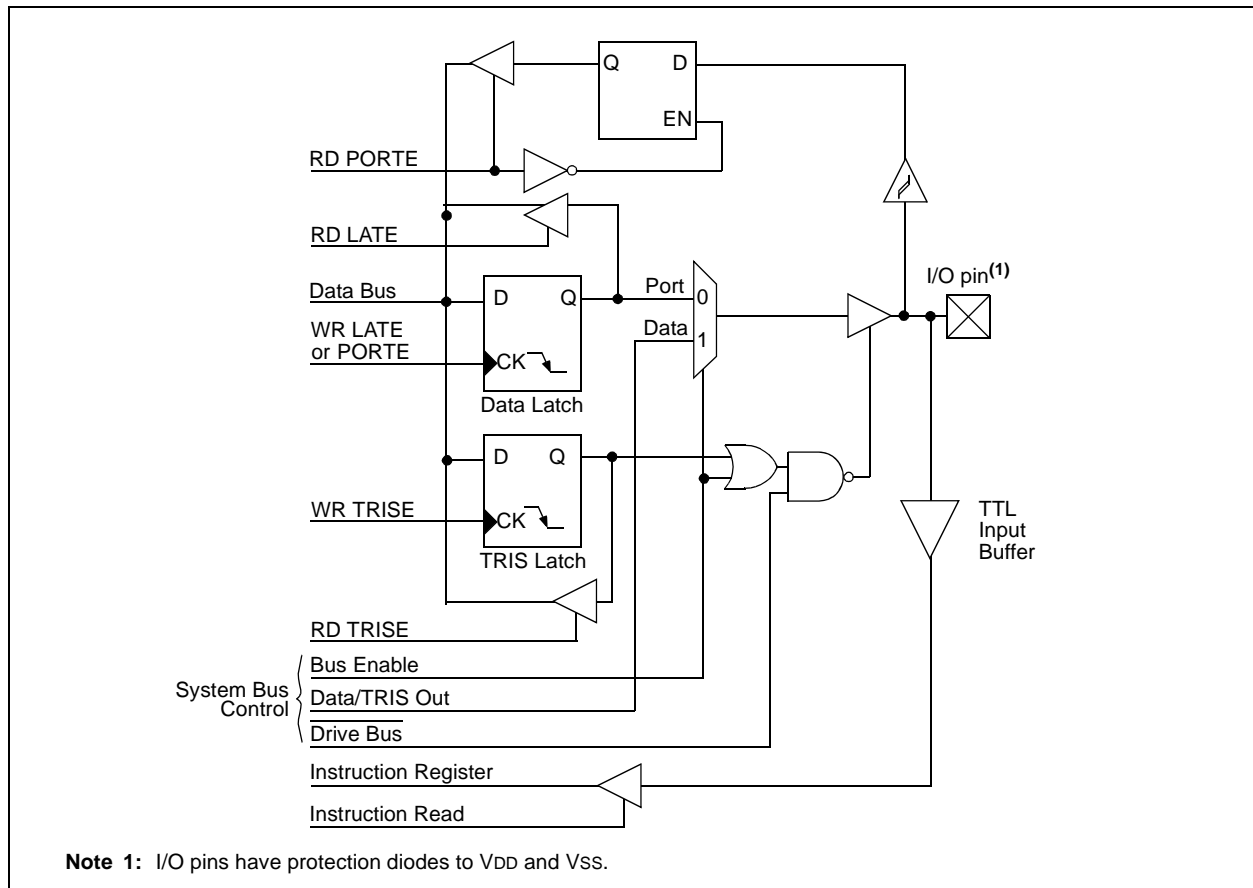 Q D
EN
RD PORTE
RD LATE
I/O pin(1)
Data Bus
D Q
Port 0
WR LATE
or PORTE
CK
Data 1
Data Latch
D Q
WR TRISE
CK
TRIS Latch
TTL
Input
Buffer
RD TRISE
System Bus
Control
Bus Enable
Data/TRIS Out
Drive Bus
Instruction Register
Instruction Read
Note 1: I/O pins have protection diodes to VDD and VSS.